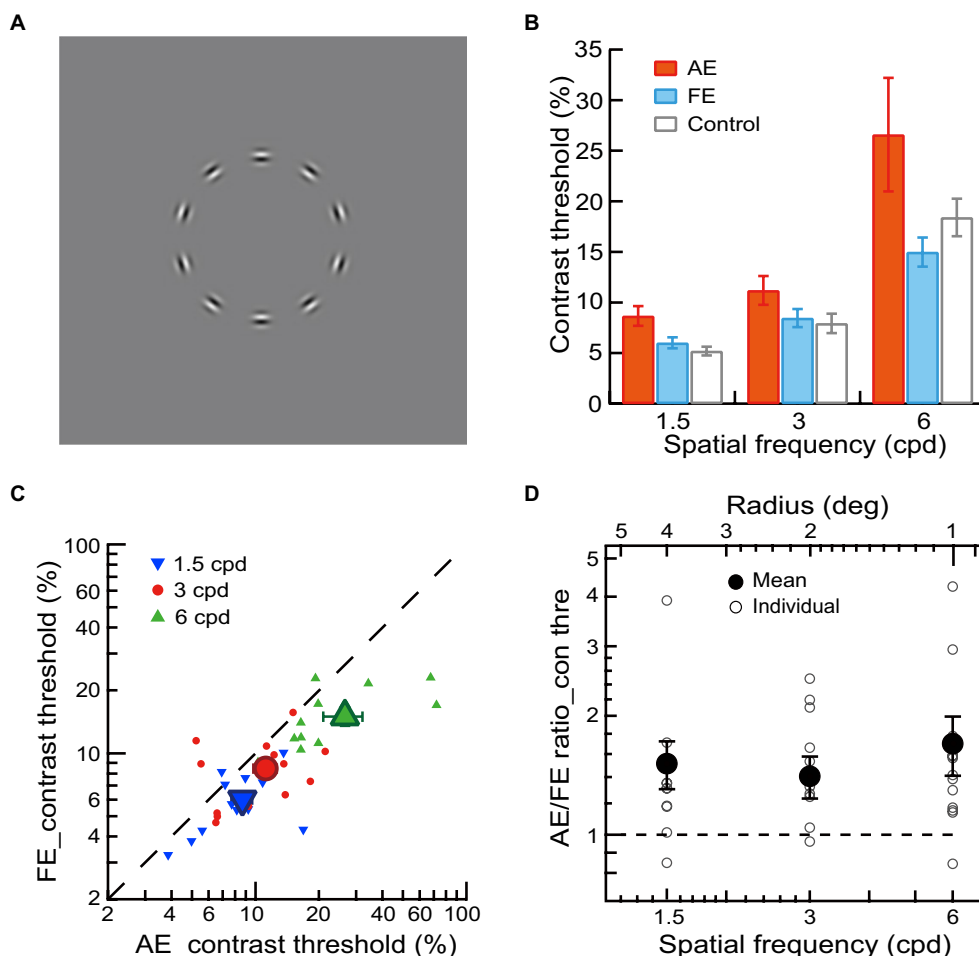 A
B
35
30
25
20
15
10
5
0
Contrast threshold (%)
AE
FE
Control
1.5 3 6
Spatial frequency (cpd)
C
100
60
40
20
10
6
4
2
FE_contrast threshold (%)
1.5 cpd
3 cpd
6 cpd
2 4 6 10 20 40 60 100
AE_contrast threshold (%)
D
Radius (deg)
5 4 3 2 1
5
4
3
2
1
AE/FE ratio_con thre
Mean
Individual
1.5 3 6
Spatial frequency (cpd)